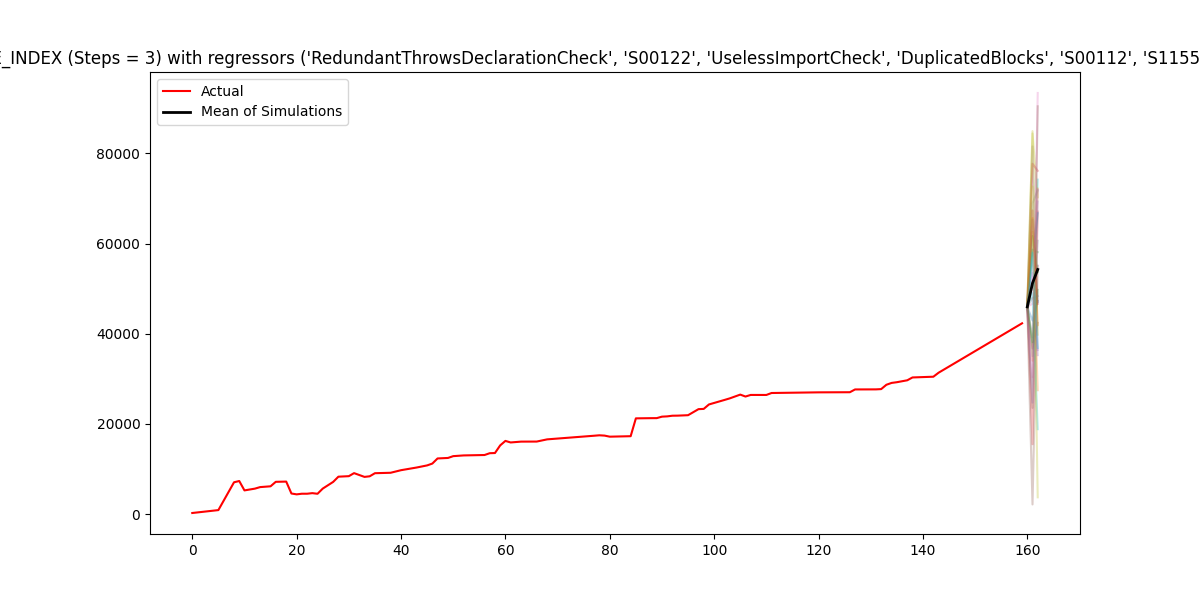 E_INDEX (Steps = 3) with regressors ('RedundantThrowsDeclarationCheck', 'S00122', 'UselessImportCheck', 'DuplicatedBlocks', 'S00112', 'S1155
Actual
Mean of Simulations
80000
60000
40000
20000
0
0 20 40 60 80 100 120 140 160